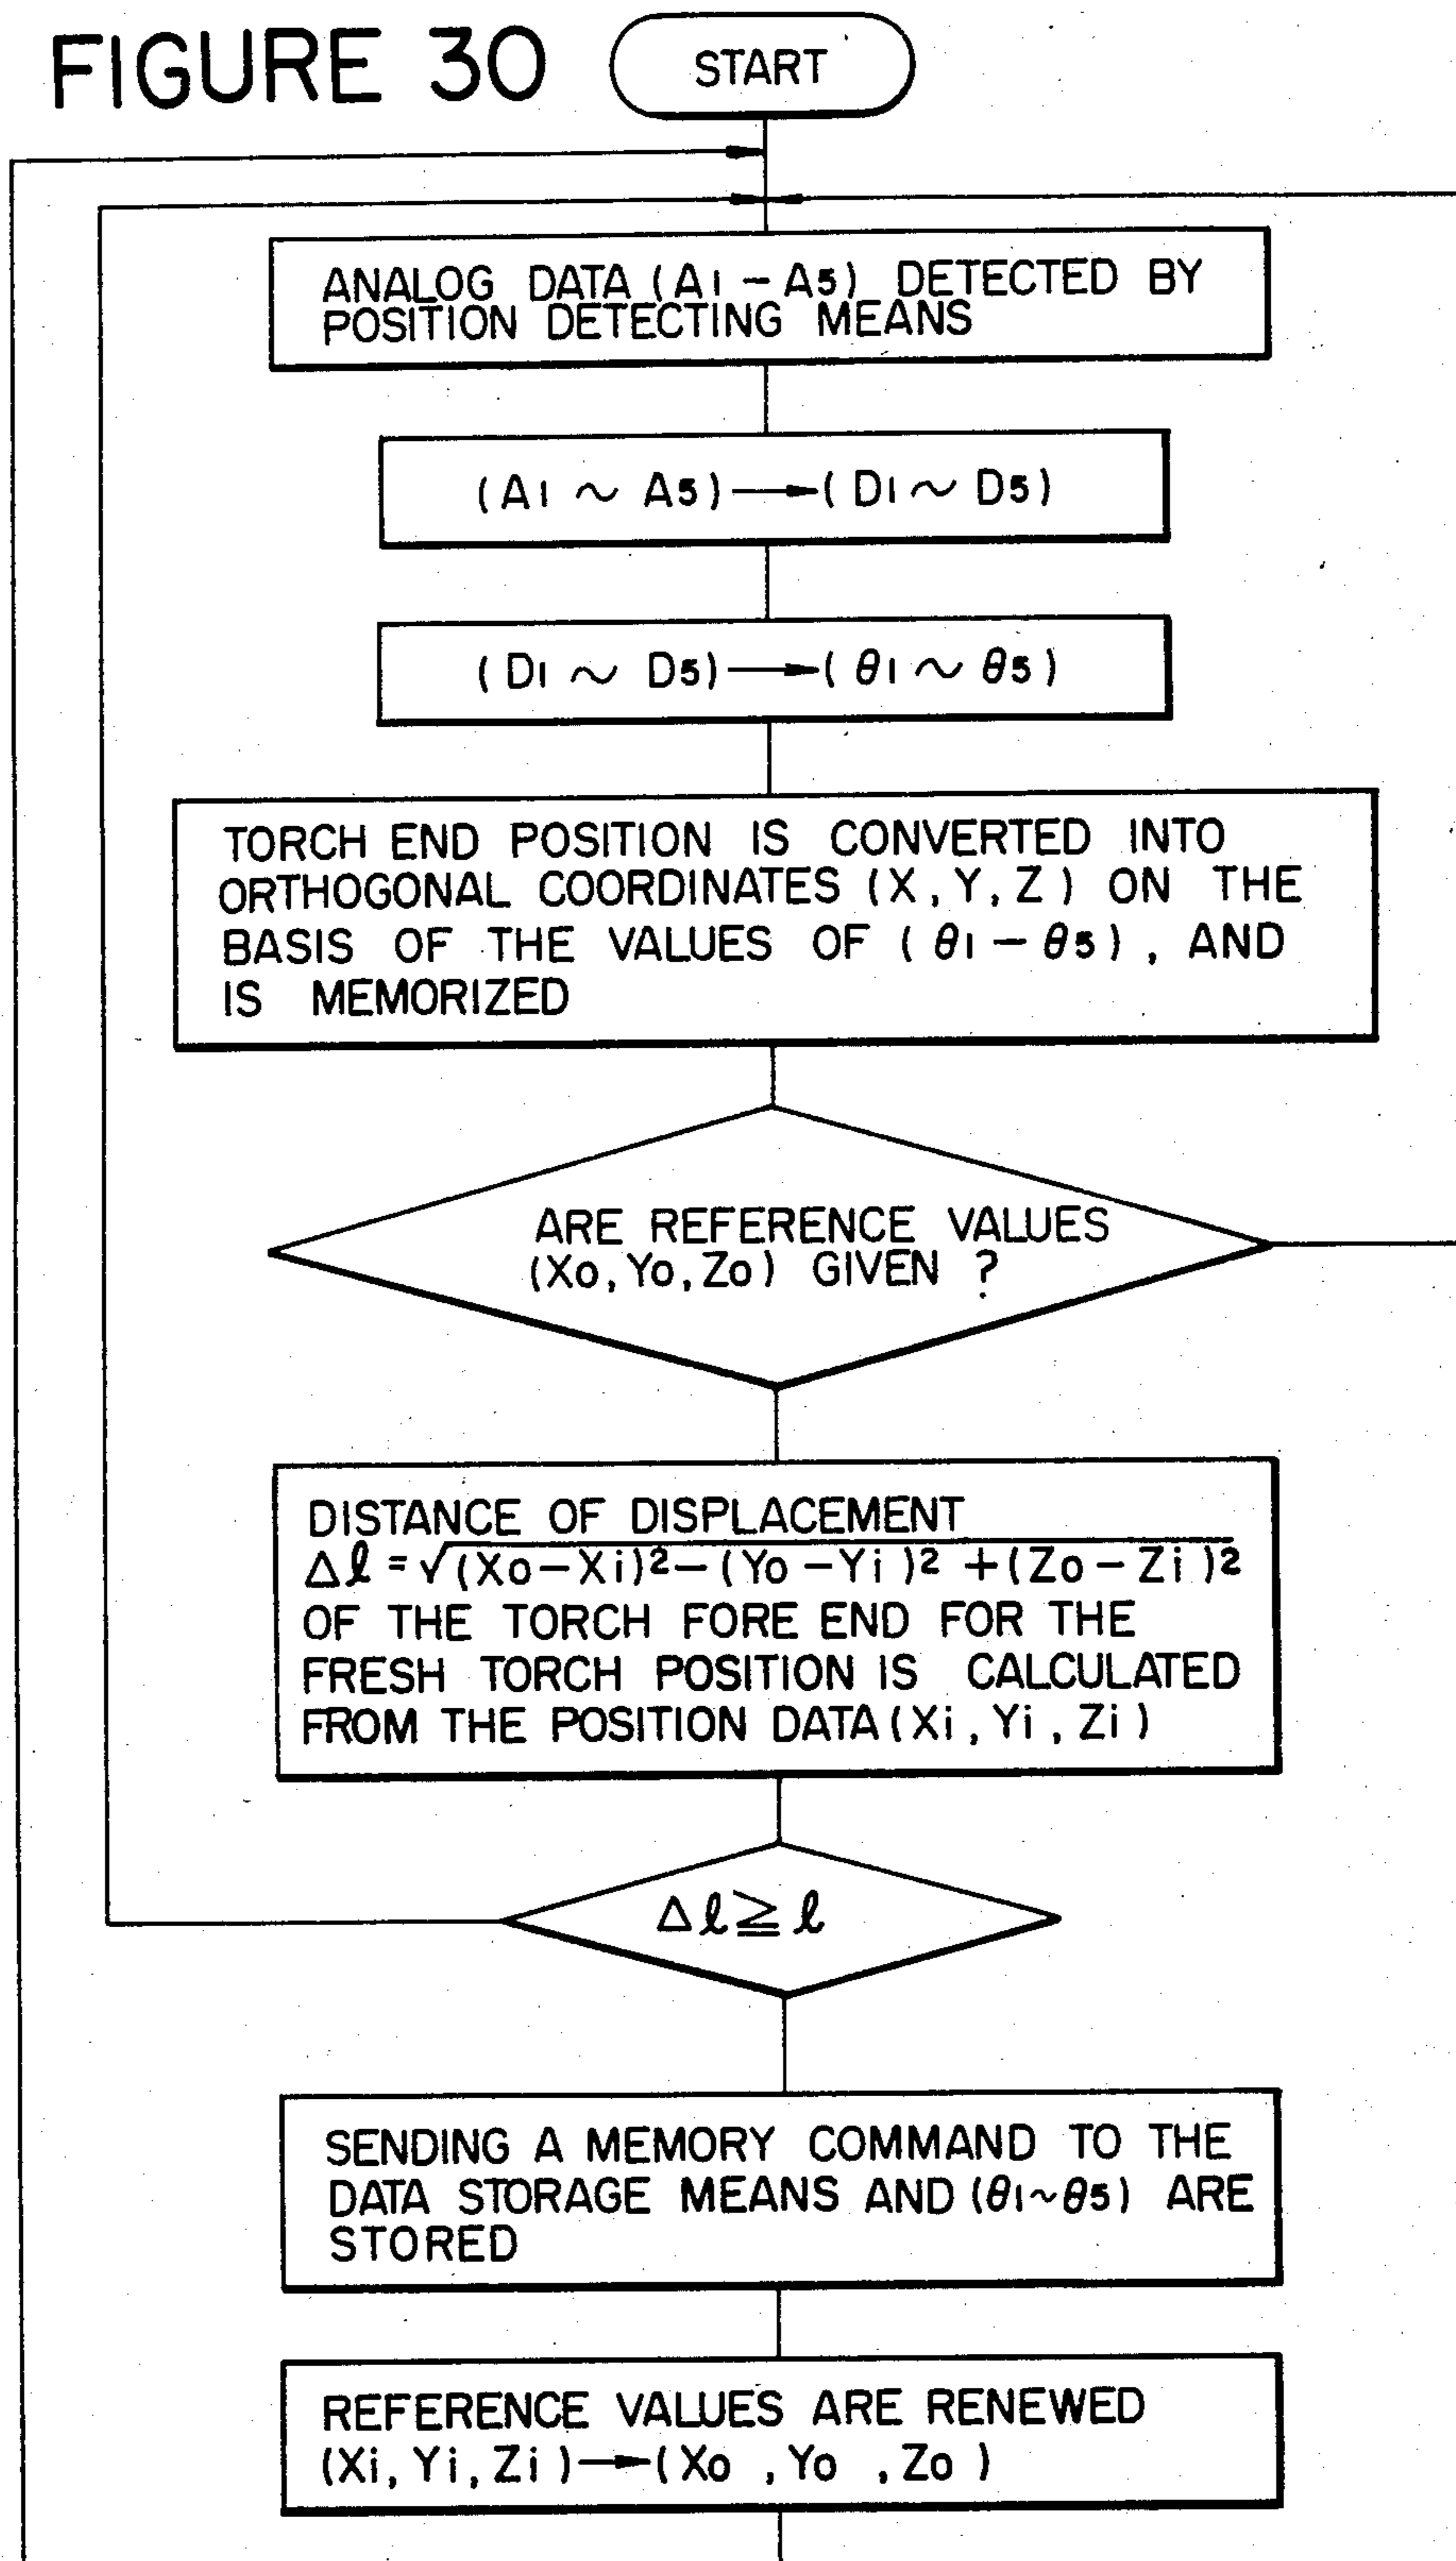 FIGURE 30
START
ANALOG DATA (A1 - A5) DETECTED BY
POSITION DETECTING MEANS
(A1 ~ A5) → (D1 ~ D5)
(D1 ~ D5) → (θ1 ~ θ5)
TORCH END POSITION IS CONVERTED INTO
ORTHOGONAL COORDINATES (X, Y, Z) ON THE
BASIS OF THE VALUES OF (θ1 - θ5), AND
IS MEMORIZED
ARE REFERENCE VALUES
(Xo, Yo, Zo) GIVEN ?
DISTANCE OF DISPLACEMENT
Δℓ = √(Xo-Xi)2-(Yo-Yi)2+(Zo-Zi)2
OF THE TORCH FORE END FOR THE
FRESH TORCH POSITION IS CALCULATED
FROM THE POSITION DATA (Xi, Yi, Zi)
Δℓ ≧ ℓ
SENDING A MEMORY COMMAND TO THE
DATA STORAGE MEANS AND (θ1~θ5) ARE
STORED
REFERENCE VALUES ARE RENEWED
(Xi, Yi, Zi) → (Xo , Yo , Zo )